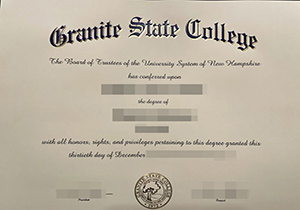 Granite State College
The Board of Trustees of the University System of New Hampshire
has conferred upon
the degree of
with all honors, rights, and privileges pertaining to this degree granted this
thirtieth day of December
President